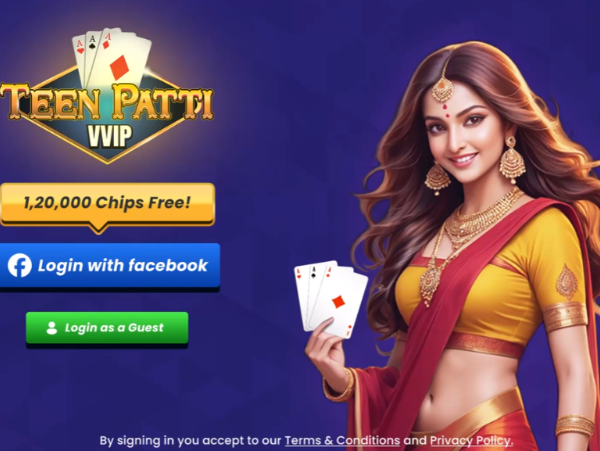 TEEN PATTI
VVIP
1,20,000 Chips Free!
Login with facebook
Login as a Guest
By signing in you accept to our Terms & Conditions and Privacy Policy.